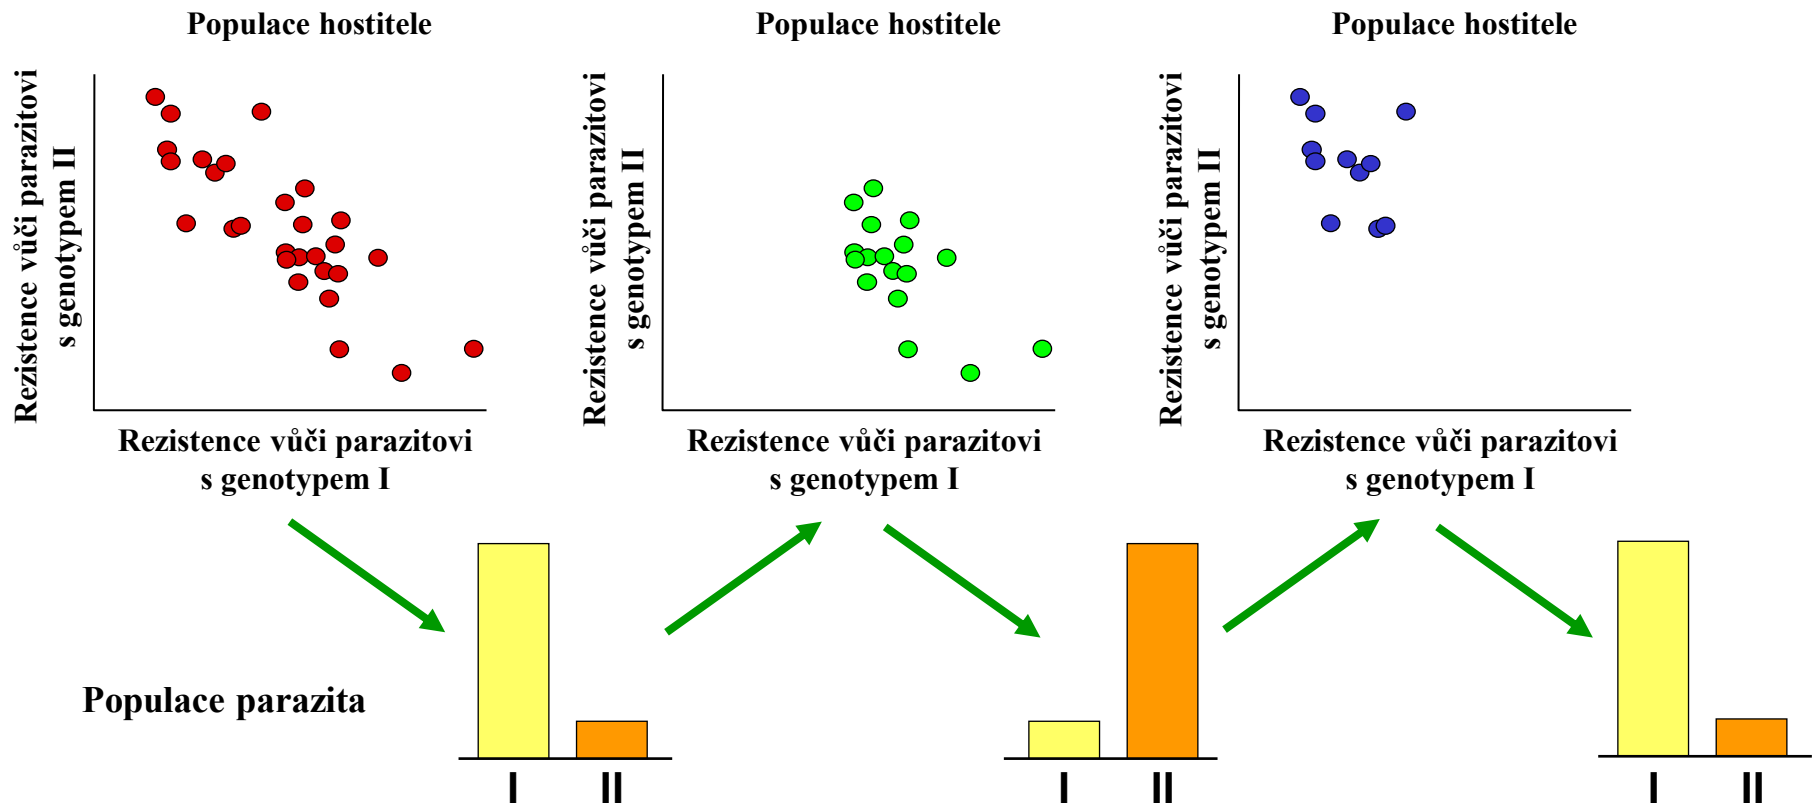 Populace hostitele
Rezistence vůči parazitovi
s genotypem II
Rezistence vůči parazitovi
s genotypem I
Populace hostitele
Rezistence vůči parazitovi
s genotypem II
Rezistence vůči parazitovi
s genotypem I
Populace hostitele
Rezistence vůči parazitovi
s genotypem II
Rezistence vůči parazitovi
s genotypem I
Populace parazita
I II
I II
I II